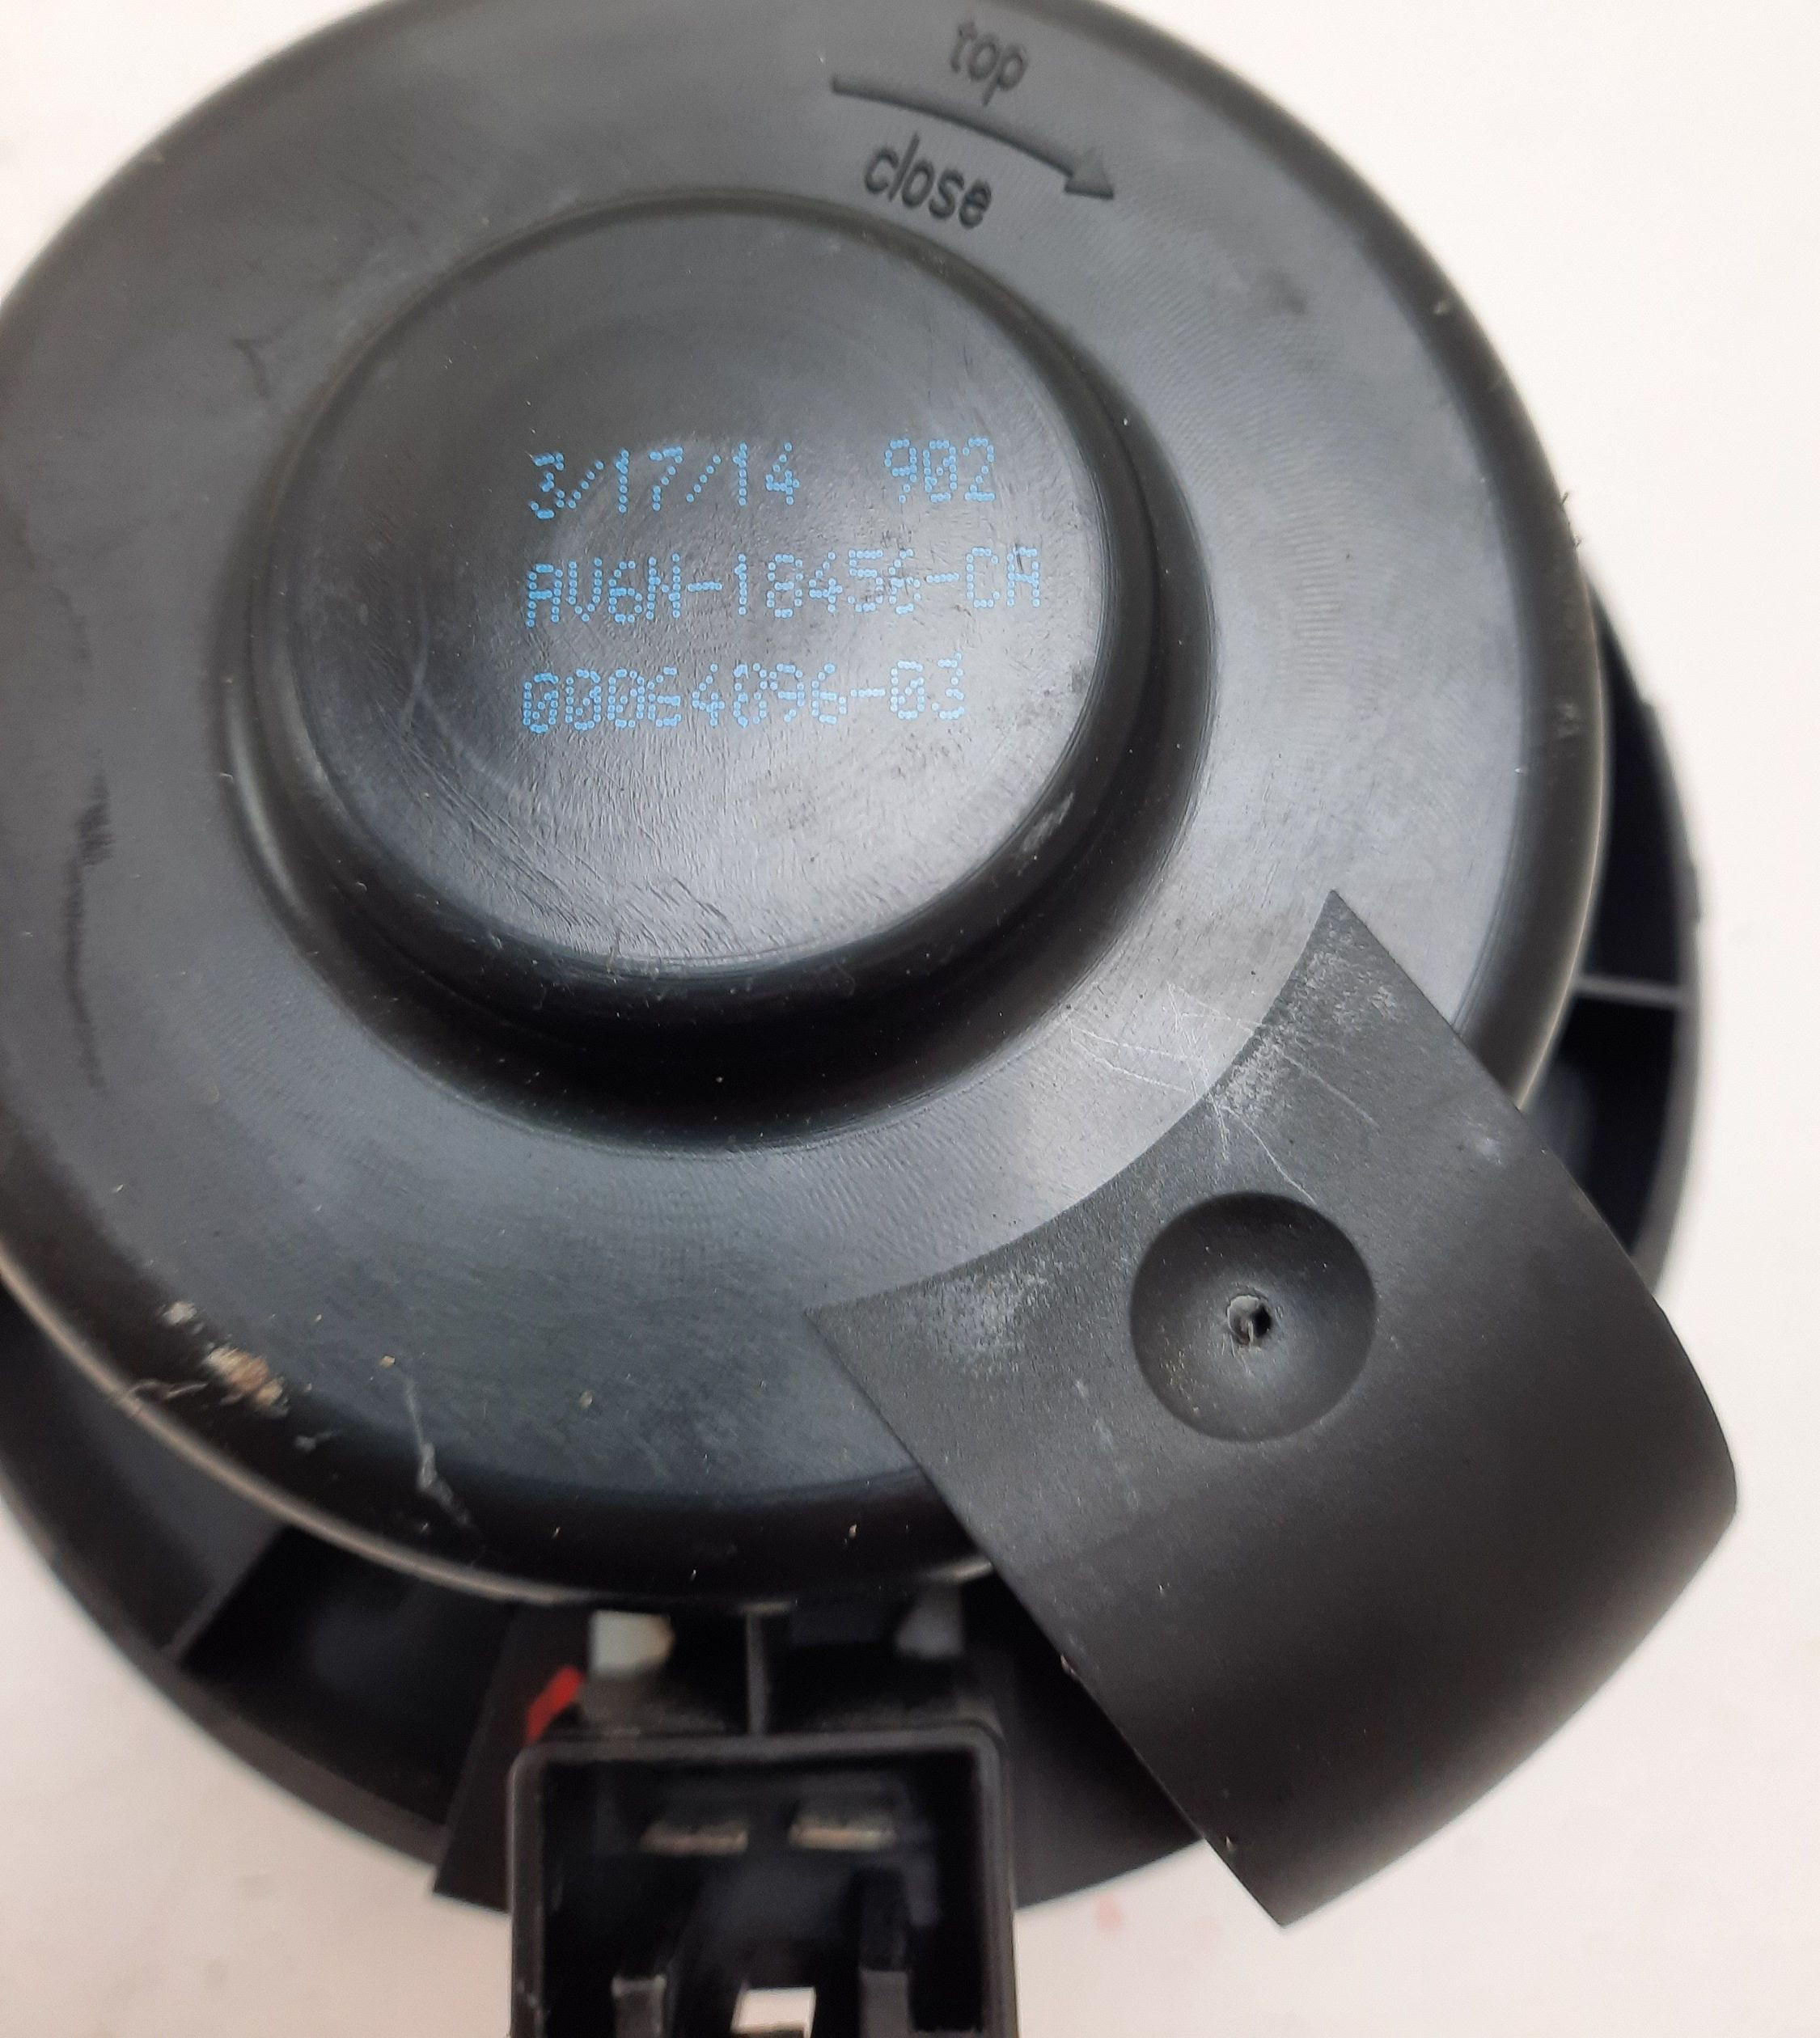 top
close
3/17/14 902
AV6N-18456-CA
00064096-03